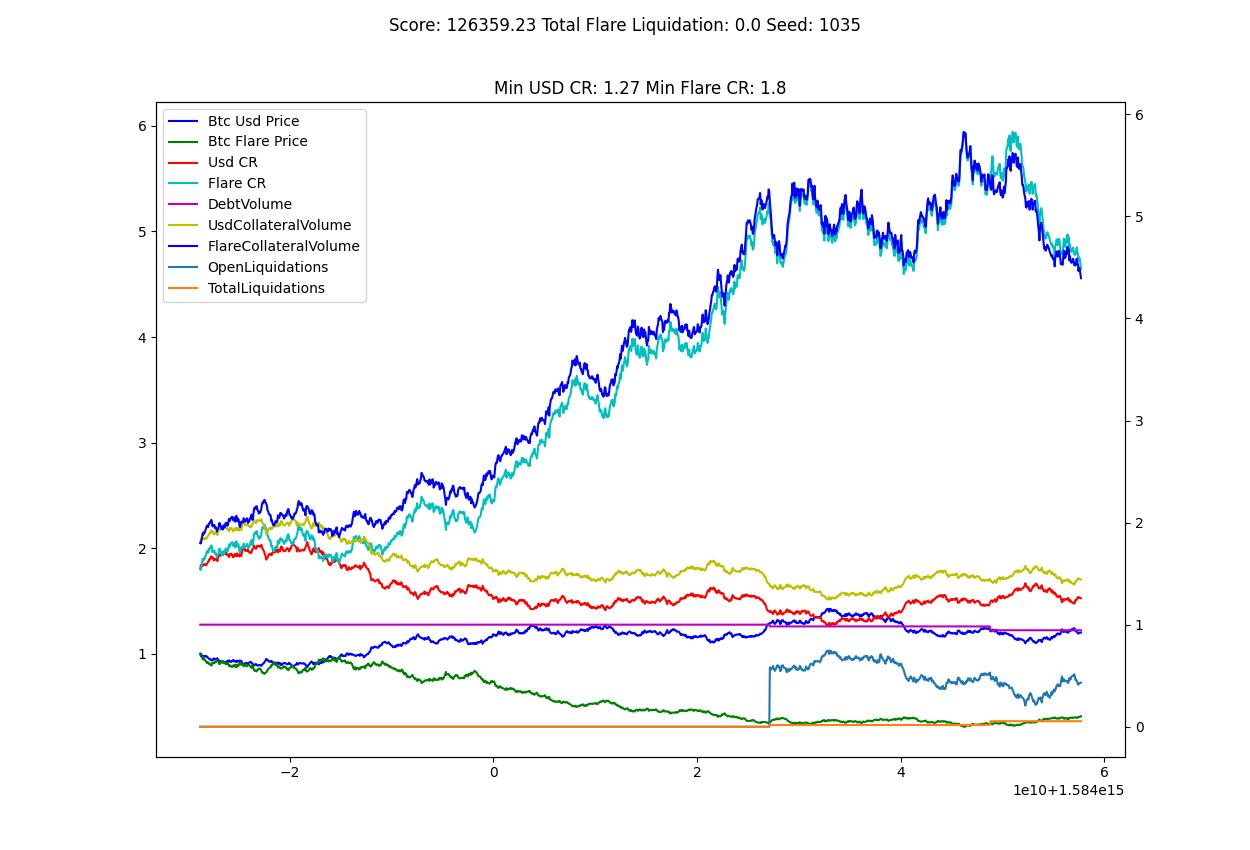 Score: 126359.23 Total Flare Liquidation: 0.0 Seed: 1035
Min USD CR: 1.27 Min Flare CR: 1.8
Btc Usd Price
Btc Flare Price
Usd CR
Flare CR
DebtVolume
UsdCollateralVolume
FlareCollateralVolume
OpenLiquidations
TotalLiquidations
6
5
4
3
2
1
6
5
4
3
2
1
0
−2
0
2
4
6
1e10+1.584e15